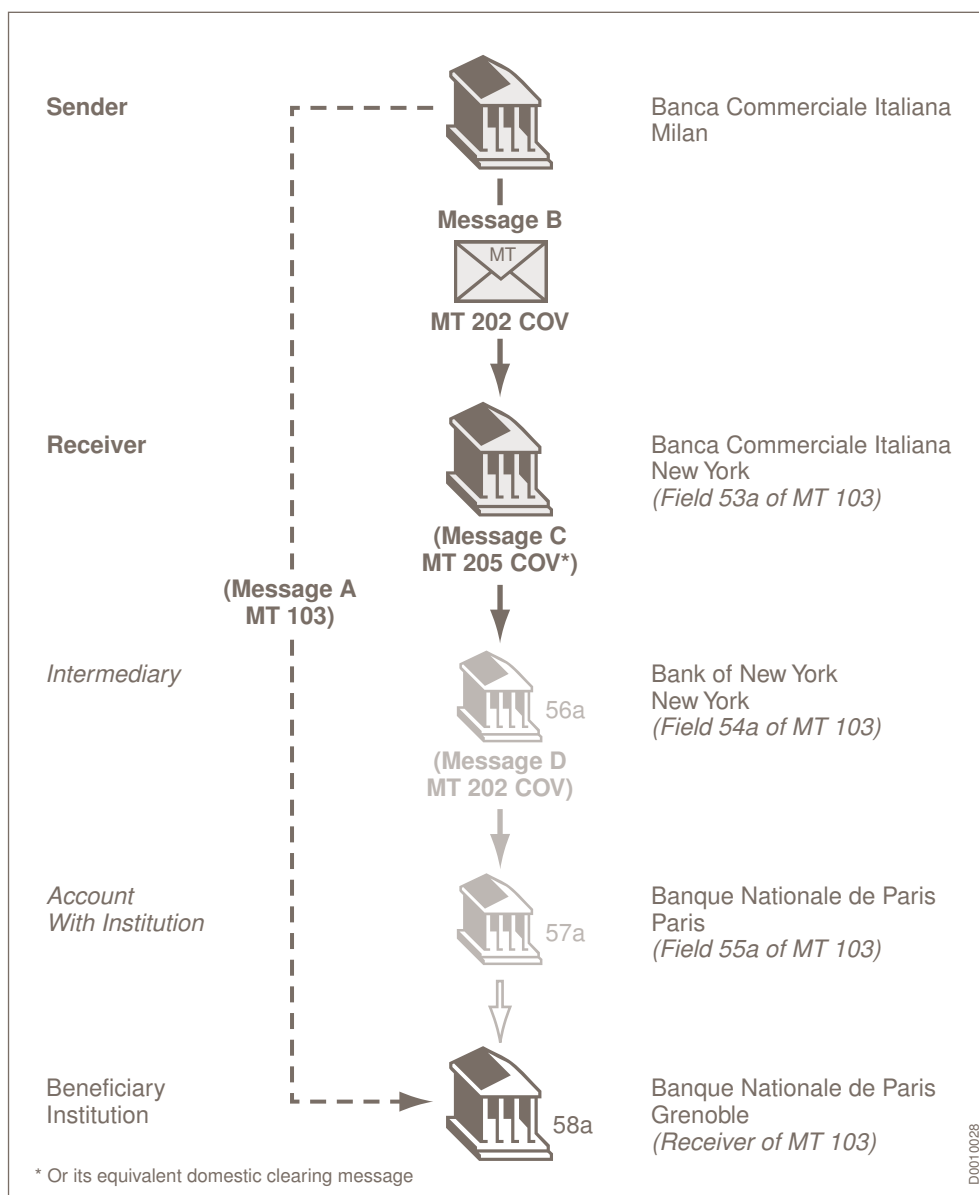 Sender
Banca Commerciale Italiana
Milan
Message B
MT
MT 202 COV
Receiver
Banca Commerciale Italiana
New York
(Field 53a of MT 103)
(Message C
MT 205 COV*)
(Message A
MT 103)
Intermediary
56a
Bank of New York
New York
(Field 54a of MT 103)
(Message D
MT 202 COV)
Account
With Institution
57a
Banque Nationale de Paris
Paris
(Field 55a of MT 103)
Beneficiary
Institution
58a
Banque Nationale de Paris
Grenoble
(Receiver of MT 103)
* Or its equivalent domestic clearing message
D0010028